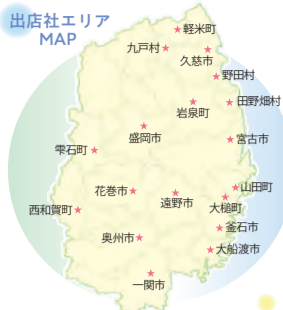 出店社エリア
MAP
軽米町
九戸村
久慈市
野田村
田野畑村
岩泉町
盛岡市
宮古市
雫石町
山田町
花巻市
遠野市
大槌町
西和賀町
釜石市
奥州市
大船渡市
一関市